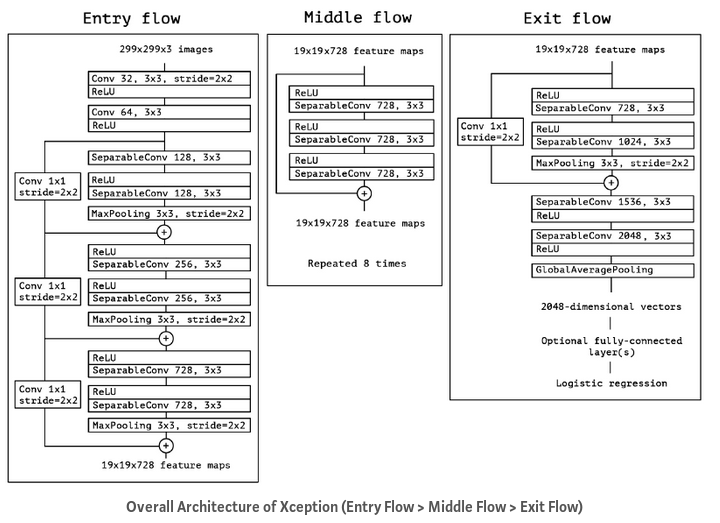 Entry flow
299x299x3 images
Conv 32, 3x3, stride=2x2
ReLU
Conv 64, 3x3
ReLU
SeparableConv 128, 3x3
Conv 1x1
stride=2x2
ReLU
SeparableConv 128, 3x3
MaxPooling 3x3, stride=2x2
+
ReLU
SeparableConv 256, 3x3
Conv 1x1
stride=2x2
ReLU
SeparableConv 256, 3x3
MaxPooling 3x3, stride=2x2
+
ReLU
SeparableConv 728, 3x3
Conv 1x1
stride=2x2
ReLU
SeparableConv 728, 3x3
MaxPooling 3x3, stride=2x2
+
19x19x728 feature maps
Middle flow
19x19x728 feature maps
ReLU
SeparableConv 728, 3x3
ReLU
SeparableConv 728, 3x3
ReLU
SeparableConv 728, 3x3
+
19x19x728 feature maps
Repeated 8 times
Exit flow
19x19x728 feature maps
ReLU
SeparableConv 728, 3x3
Conv 1x1
stride=2x2
ReLU
SeparableConv 1024, 3x3
MaxPooling 3x3, stride=2x2
+
SeparableConv 1536, 3x3
ReLU
SeparableConv 2048, 3x3
ReLU
GlobalAveragePooling
2048-dimensional vectors
Optional fully-connected
layer(s)
Logistic regression
Overall Architecture of Xception (Entry Flow > Middle Flow > Exit Flow)